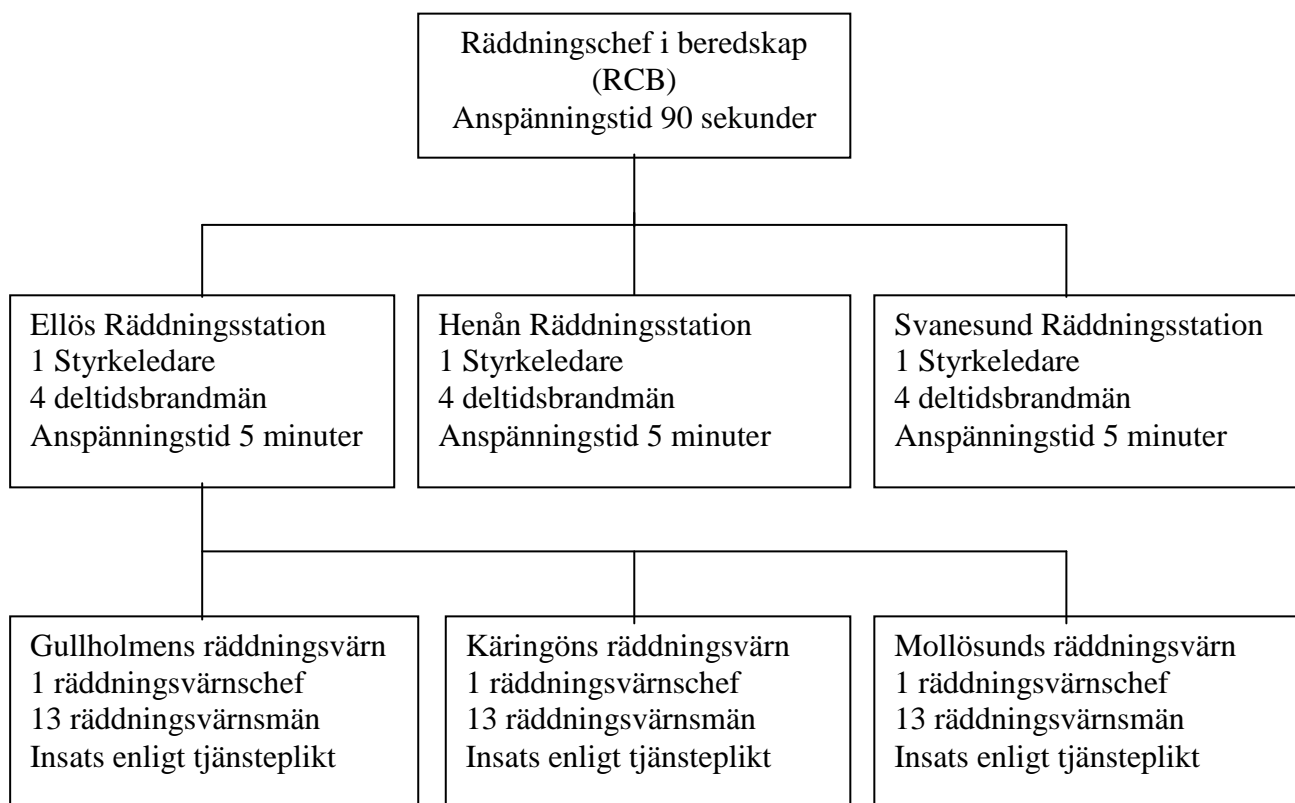 Räddningschef i beredskap
(RCB)
Anspänningstid 90 sekunder
Ellös Räddningsstation
1 Styrkeledare
4 deltidsbrandmän
Anspänningstid 5 minuter
Henån Räddningsstation
1 Styrkeledare
4 deltidsbrandmän
Anspänningstid 5 minuter
Svanesund Räddningsstation
1 Styrkeledare
4 deltidsbrandmän
Anspänningstid 5 minuter
Gullholmens räddningsvärn
1 räddningsvärnschef
13 räddningsvärnsmän
Insats enligt tjänsteplikt
Käringöns räddningsvärn
1 räddningsvärnschef
13 räddningsvärnsmän
Insats enligt tjänsteplikt
Mollösunds räddningsvärn
1 räddningsvärnschef
13 räddningsvärnsmän
Insats enligt tjänsteplikt